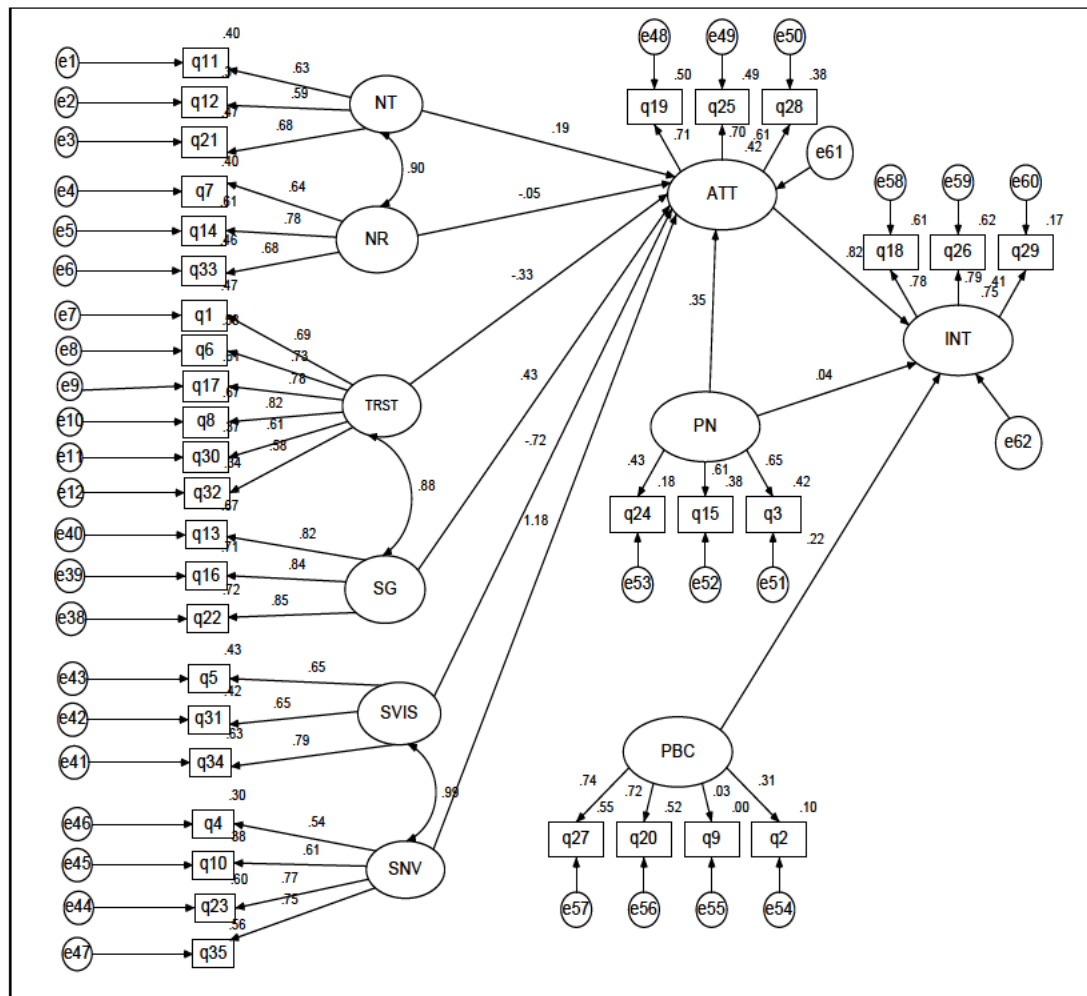 .40
e1 q11 .63
.3
e2 q12 .59 NT
.47
e3 q21 .68
.40
.90
e4 q7 .64
.61
e5 q14 .78 NR
.46
e6 q33 .68
.47
e7 q1 .69
e8 q6 .73
e9 q17 .78
.67
e10 q8 .82 TRST
.37
e11 q30 .61
.34
e12 q32 .58
.67
.88
e40 q13 .82
.71
e39 q16 .84 SG
.72
e38 q22 .85
.43
e43 q5 .65
.42
e42 q31 .65 SVIS
.63
e41 q34 .79
.99
.30
e46 q4 .54
.38
e45 q10 .61 SNV
.60
e44 q23 .77
.75
.56
e47 q35
.19
-.05
-.33
.43
-.72
1.18
e48 e49 e50
.50 .49 .38
q19 q25 q28
.71 .70 .61
.42
e61
ATT
.82
.35
e58 e59 e60
.61 .62 .17
q18 q26 q29
.78 .79 .41
.75
INT
.04
e62
PN
.43 .61 .65
.18 .38 .42
q24 q15 q3
e53 e52 e51
.22
PBC
.74 .72 .03 .31
.55 .52 .00 .10
q27 q20 q9 q2
e57 e56 e55 e54